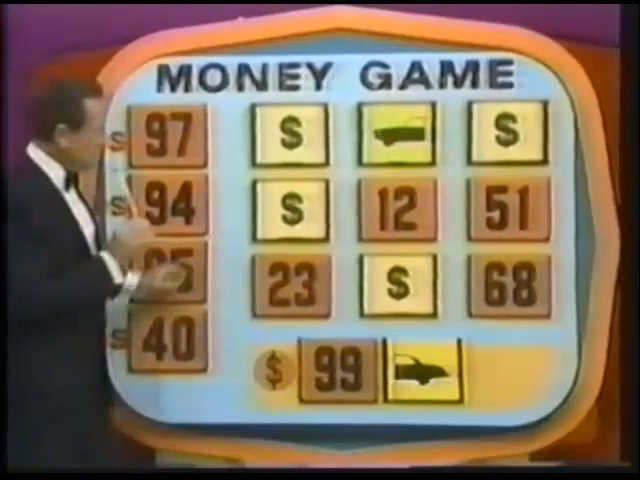 MONEY GAME
$ 97 $ $
$ 94 $ 12 51
23 $ 68
$ 40
$ 99